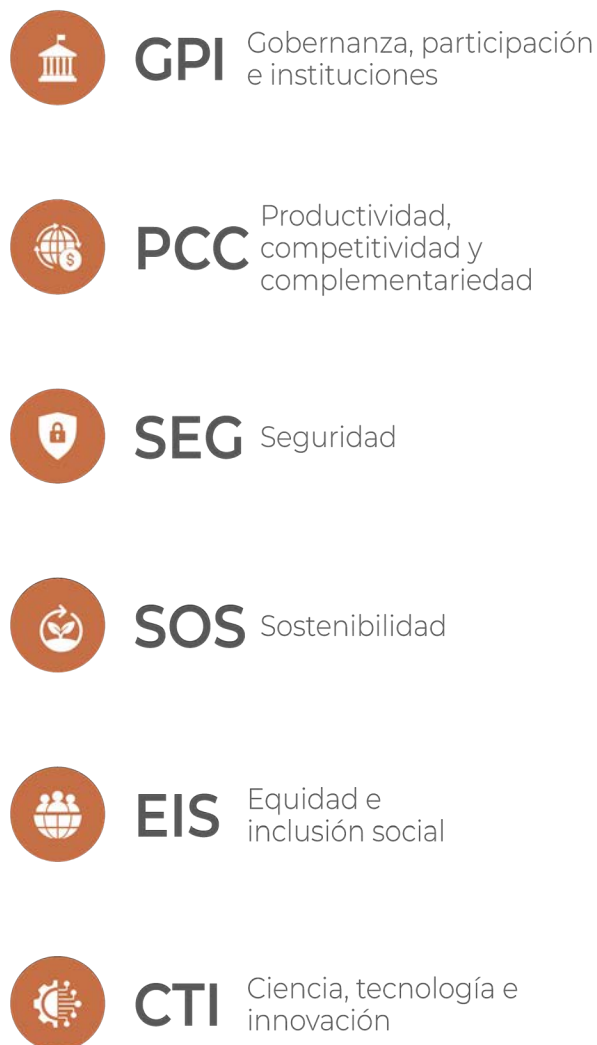 GPI Gobernanza, participación
e instituciones
PCC Productividad,
competitividad y
complementariedad
$
SEG Seguridad
SOS Sostenibilidad
EIS Equidad e
inclusión social
CTI Ciencia, tecnología e
innovación